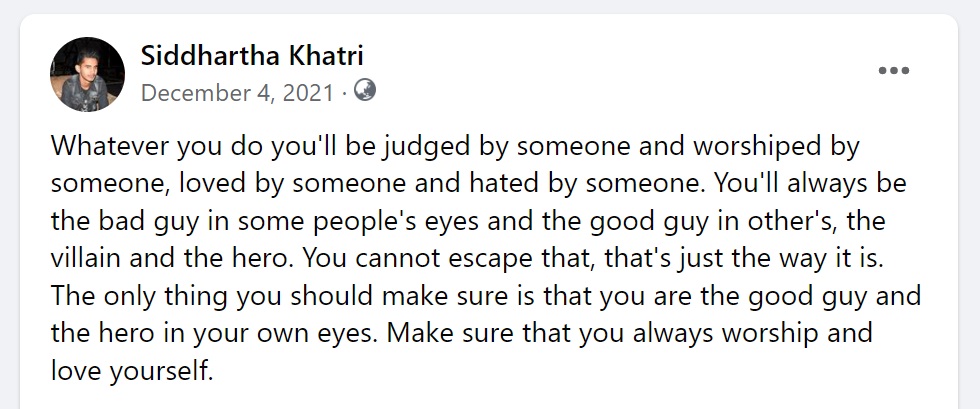 Siddhartha Khatri
December 4, 2021 ·
Whatever you do you'll be judged by someone and worshiped by
someone, loved by someone and hated by someone. You'll always be
the bad guy in some people's eyes and the good guy in other's, the
villain and the hero. You cannot escape that, that's just the way it is.
The only thing you should make sure is that you are the good guy and
the hero in your own eyes. Make sure that you always worship and
love yourself.